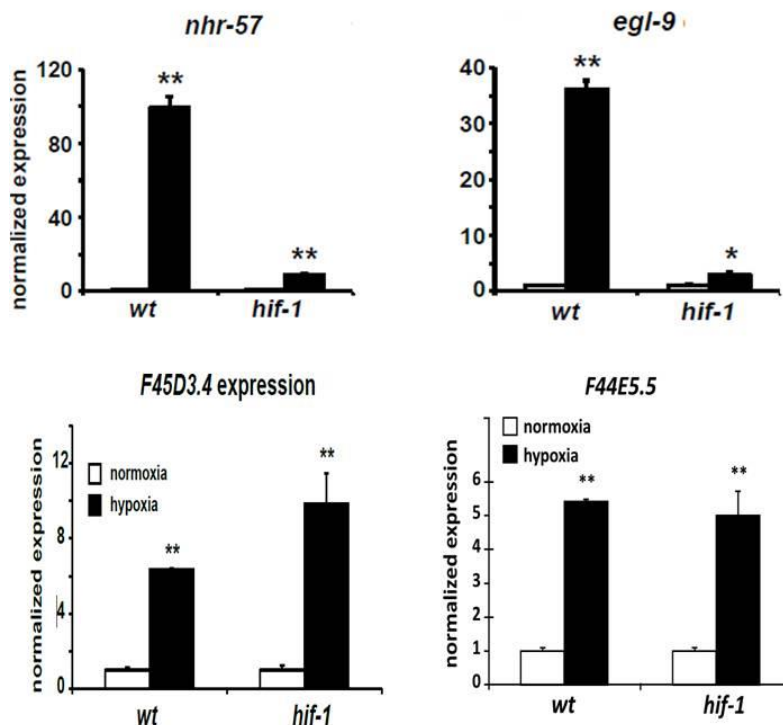 nhr-57
normalized expression
120
80
40
0
**
**
wt
hif-1
egl-9
40
30
20
10
0
**
*
wt
hif-1
F45D3.4 expression
normalized expression
12
8
4
0
normoxia
hypoxia
**
**
wt
hif-1
F44E5.5
normalized expression
6
5
4
3
2
1
0
normoxia
hypoxia
**
**
wt
hif-1